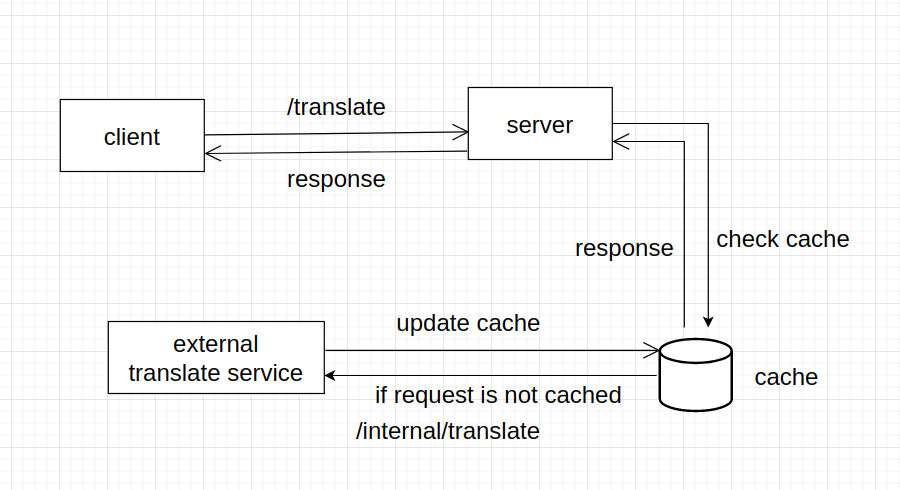 /translate
client
server
response
check cache
response
update cache
external
translate service
cache
if request is not cached
/internal/translate